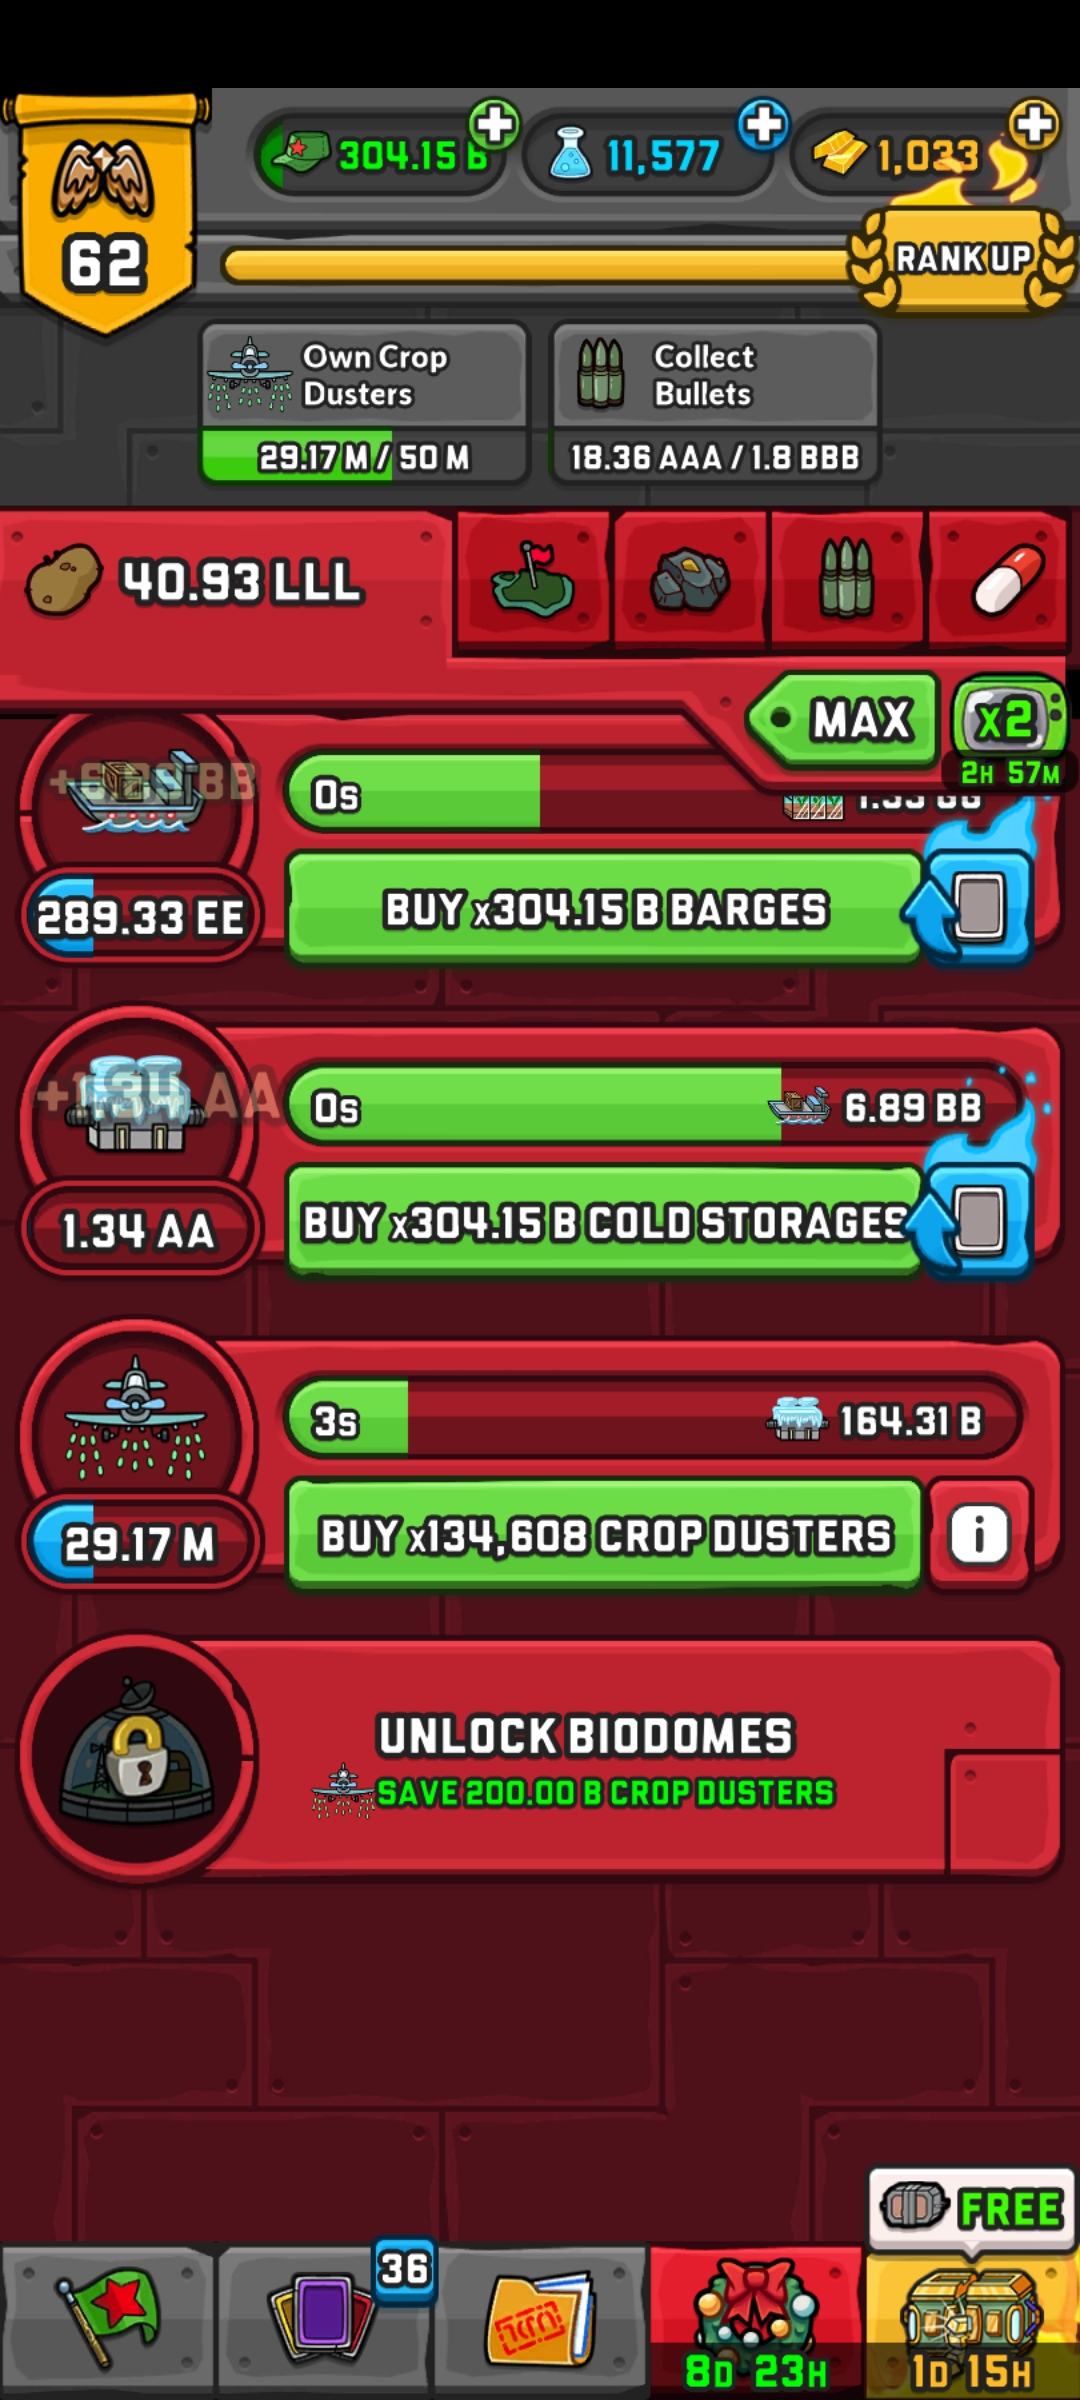 304.15 B
11,577
1,033
62
RANK UP
Own Crop
Dusters
29.17 M / 50 M
Collect
Bullets
18.36 AAA / 1.8 BBB
40.93 LLL
MAX
x2
2H 57M
0s
289.33 EE
BUY x304.15 B BARGES
+1.34 AA
0s
6.89 BB
1.34 AA
BUY x304.15 B COLD STORAGES
3s
164.31 B
29.17 M
BUY x134,608 CROP DUSTERS
i
UNLOCK BIODOMES
SAVE 200.00 B CROP DUSTERS
FREE
36
8D 23H
1D 15H